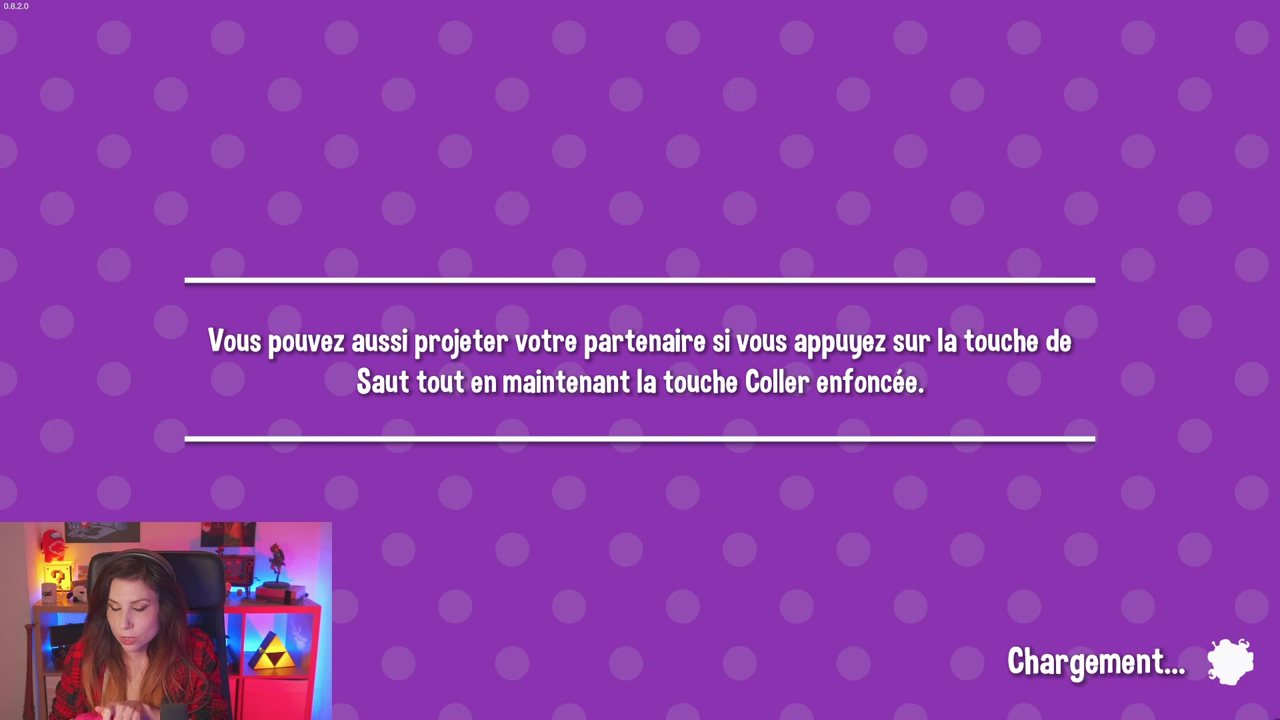 0.8.2.0
Vous pouvez aussi projeter votre partenaire si vous appuyez sur la touche de
Saut tout en maintenant la touche Coller enfoncée.
Chargement...